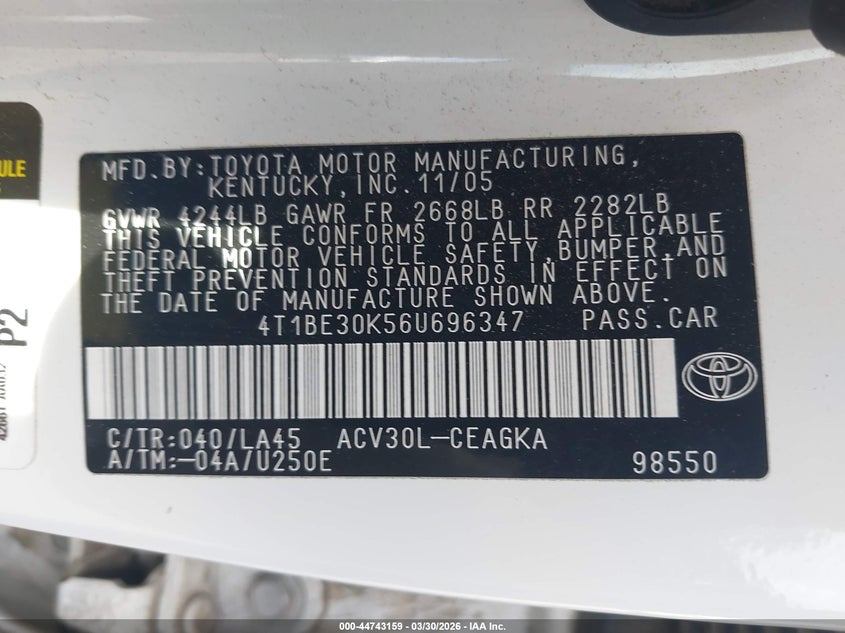 ULE
P2
MFD.BY:TOYOTA MOTOR MANUFACTURING,
KENTUCKY,INC.11/05
GVWR 4244LB GAWR FR 2668LB RR 2282LB
THIS VEHICLE CONFORMS TO ALL APPLICABLE
FEDERAL MOTOR VEHICLE SAFETY,BUMPER,AND
THEFT PREVENTION STANDARDS IN EFFECT ON
THE DATE OF MANUFACTURE SHOWN ABOVE.
4T1BE30K56U696347 PASS.CAR
C/TR:040/LA45 ACV30L-CEAGKA
A/TM:-04A/U250E 98550
000-44743159 — 03/30/2026 — IAA Inc.